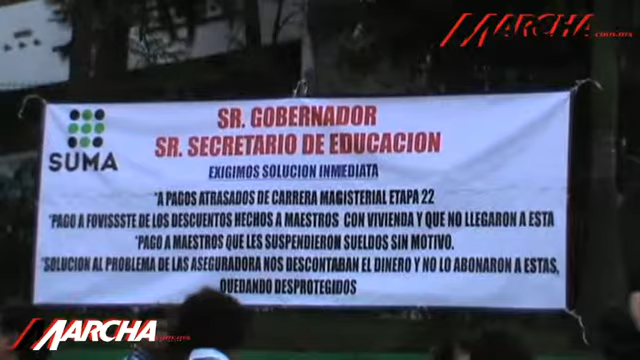 MARCHA
SUMA
SR. GOBERNADOR
SR. SECRETARIO DE EDUCACION
EXIGIMOS SOLUCION INMEDIATA
*A PAGOS ATRASADOS DE CARRERA MAGISTERIAL ETAPA 22
*PAGO A FOVISSSTE DE LOS DESCUENTOS HECHOS A MAESTROS CON VIVIENDA Y QUE NO LLEGARON A ESTA
*PAGO A MAESTROS QUE LES SUSPENDIERON SUELDOS SIN MOTIVO.
*SOLUCION AL PROBLEMA DE LAS ASEGURADORA NOS DESCONTABAN EL DINERO Y NO LO ABONARON A ESTAS,
QUEDANDO DESPROTEGIDOS
MARCHA